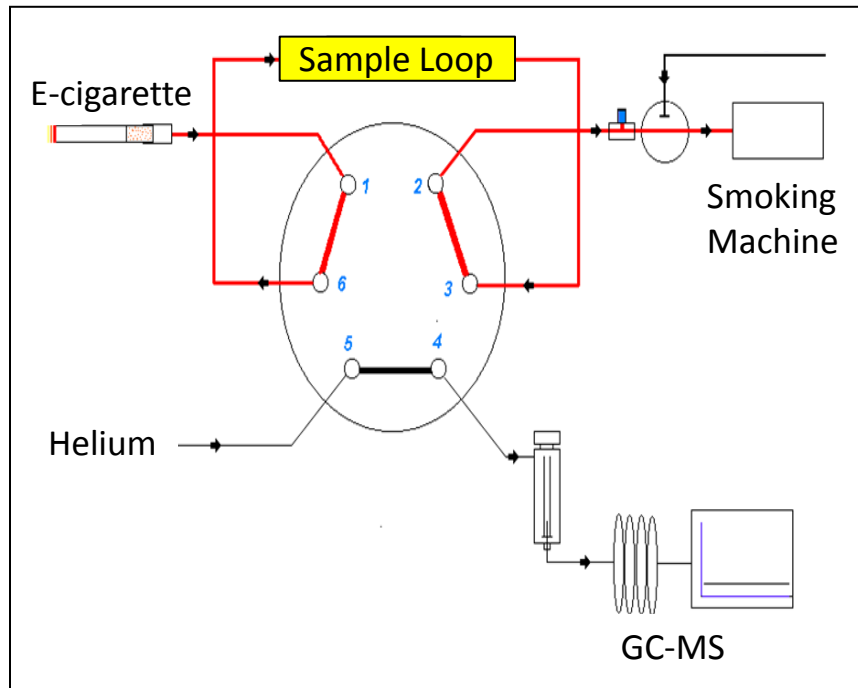 Sample Loop
E-cigarette
1
2
Smoking
Machine
6
3
5
4
Helium
GC-MS